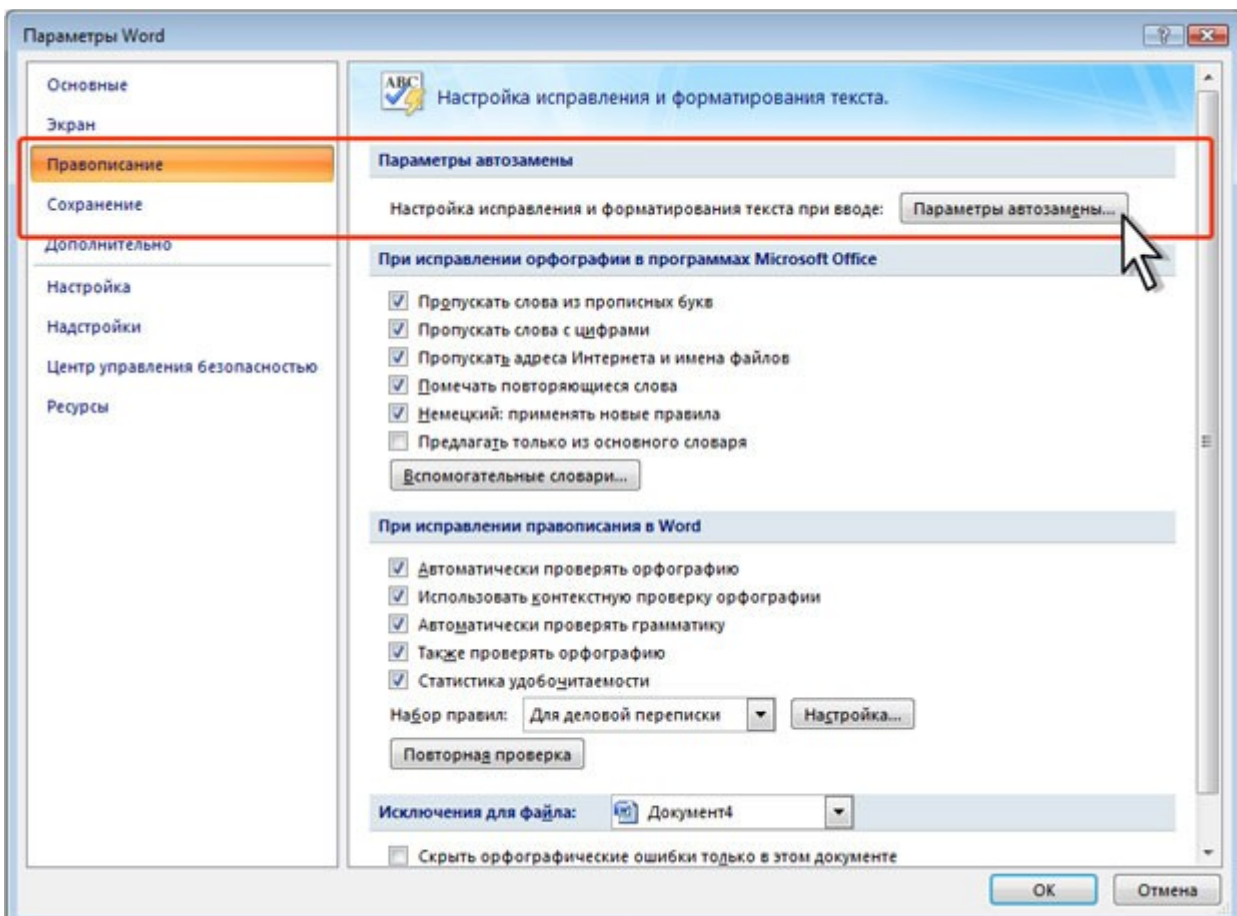 Параметры Word
Основные
Экран
Правописание
Сохранение
Дополнительно
Настройка
Надстройки
Центр управления безопасностью
Ресурсы
ABC
Настройка исправления и форматирования текста.
Параметры автозамены
Настройка исправления и форматирования текста при вводе: Параметры автозамены...
При исправлении орфографии в программах Microsoft Office
Пропускать слова из прописных букв
Пропускать слова с цифрами
Пропускать адреса Интернета и имена файлов
Помечать повторяющиеся слова
Немецкий: применять новые правила
Предлагать только из основного словаря
Вспомогательные словари...
При исправлении правописания в Word
Автоматически проверять орфографию
Использовать контекстную проверку орфографии
Автоматически проверять грамматику
Также проверять орфографию
Статистика удобочитаемости
Набор правил: Для деловой переписки Настройка...
Повторная проверка
Исключения для файла: Документ4
Скрыть орфографические ошибки только в этом документе
ОК Отмена